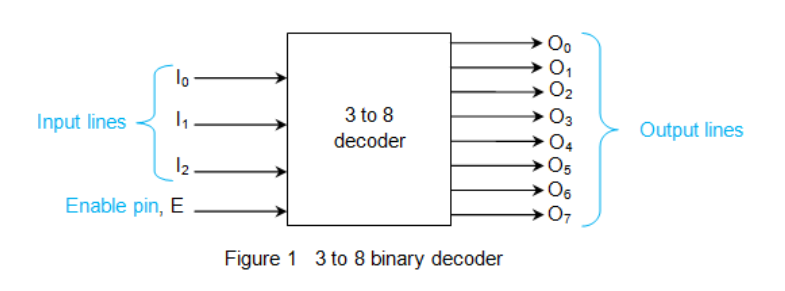 I₀
I₁
I₂
Input lines
Enable pin, E
3 to 8
decoder
O₀
O₁
O₂
O₃
O₄
O₅
O₆
O₇
Output lines
Figure 1 3 to 8 binary decoder